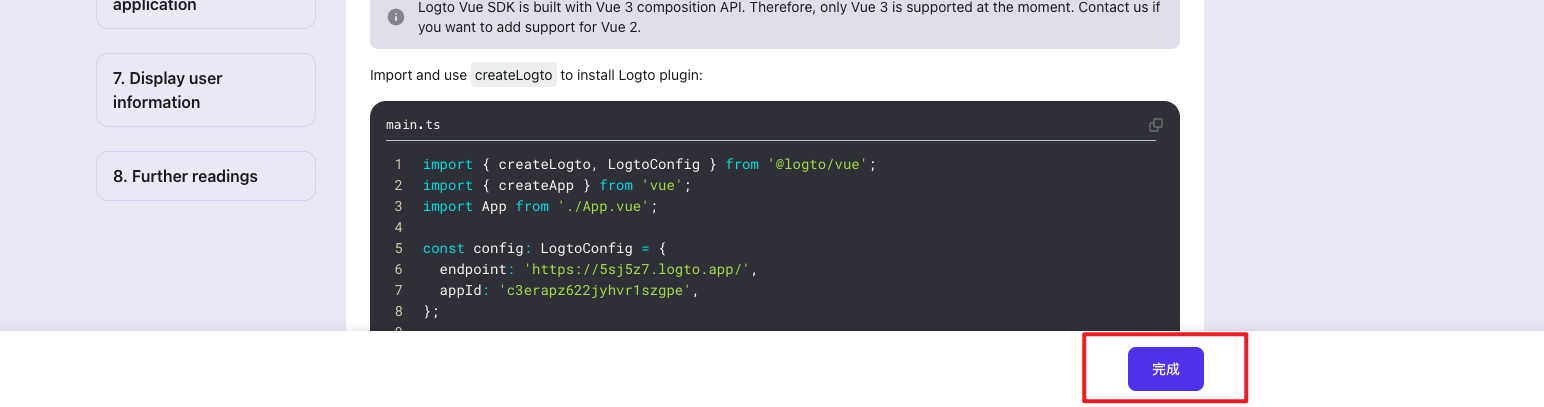 application
7. Display user
information
8. Further readings
Logto Vue SDK is built with Vue 3 composition API. Therefore, only Vue 3 is supported at the moment. Contact us if
you want to add support for Vue 2.
Import and use createLogto to install Logto plugin:
main.ts
1 import { createLogto, LogtoConfig } from '@logto/vue';
2 import { createApp } from 'vue';
3 import App from './App.vue';
4
5 const config: LogtoConfig = {
6   endpoint: 'https://5sj5z7.logto.app/',
7   appId: 'c3erapz622jyhvr1szgpe',
8 };
完成